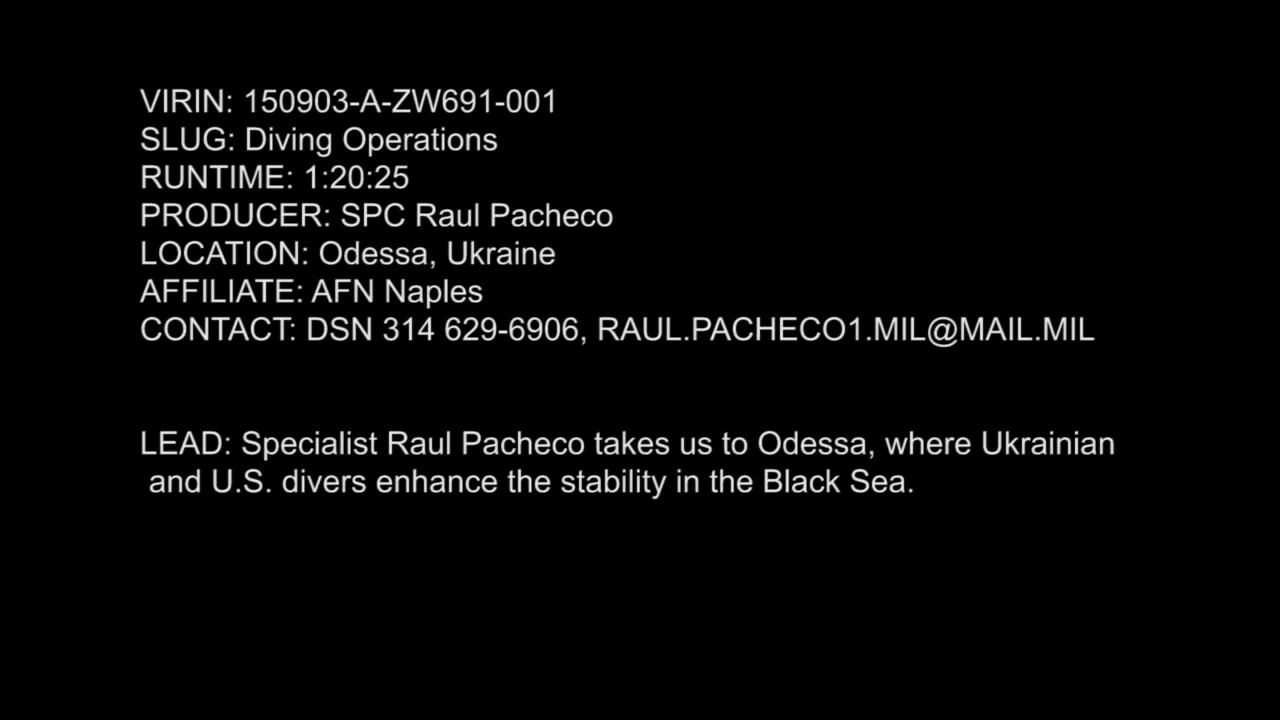 VIRIN: 150903-A-ZW691-001
SLUG: Diving Operations
RUNTIME: 1:20:25
PRODUCER: SPC Raul Pacheco
LOCATION: Odessa, Ukraine
AFFILIATE: AFN Naples
CONTACT: DSN 314 629-6906, RAUL.PACHECO1.MIL@MAIL.MIL
LEAD: Specialist Raul Pacheco takes us to Odessa, where Ukrainian
and U.S. divers enhance the stability in the Black Sea.